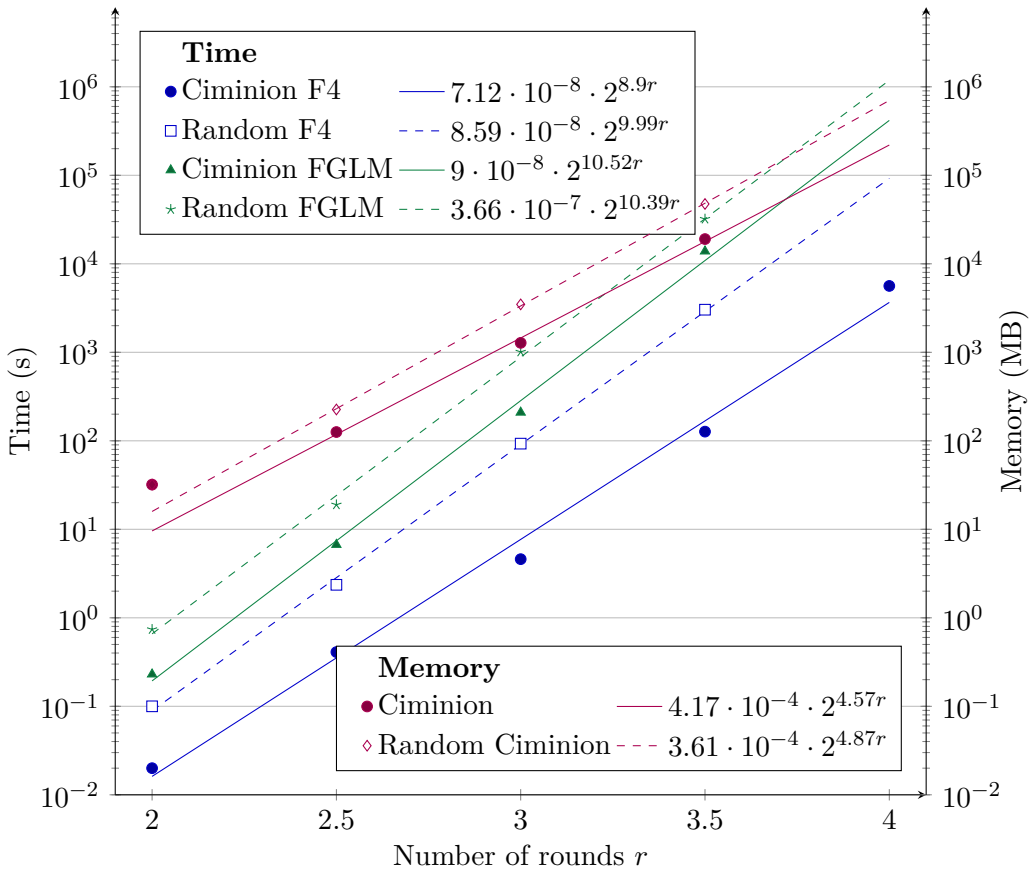 Time
Ciminion F4 7.12 · 10^−8 · 2^8.9r
Random F4 8.59 · 10^−8 · 2^9.99r
Ciminion FGLM 9 · 10^−8 · 2^10.52r
Random FGLM 3.66 · 10^−7 · 2^10.39r
10^6 10^6
10^5 10^5
10^4 10^4
10^3 10^3
10^2 10^2
10^1 10^1
10^0 10^0
10^−1 10^−1
10^−2 10^−2
Time (s)
Memory (MB)
Memory
Ciminion 4.17 · 10^−4 · 2^4.57r
Random Ciminion 3.61 · 10^−4 · 2^4.87r
2 2.5 3 3.5 4
Number of rounds r